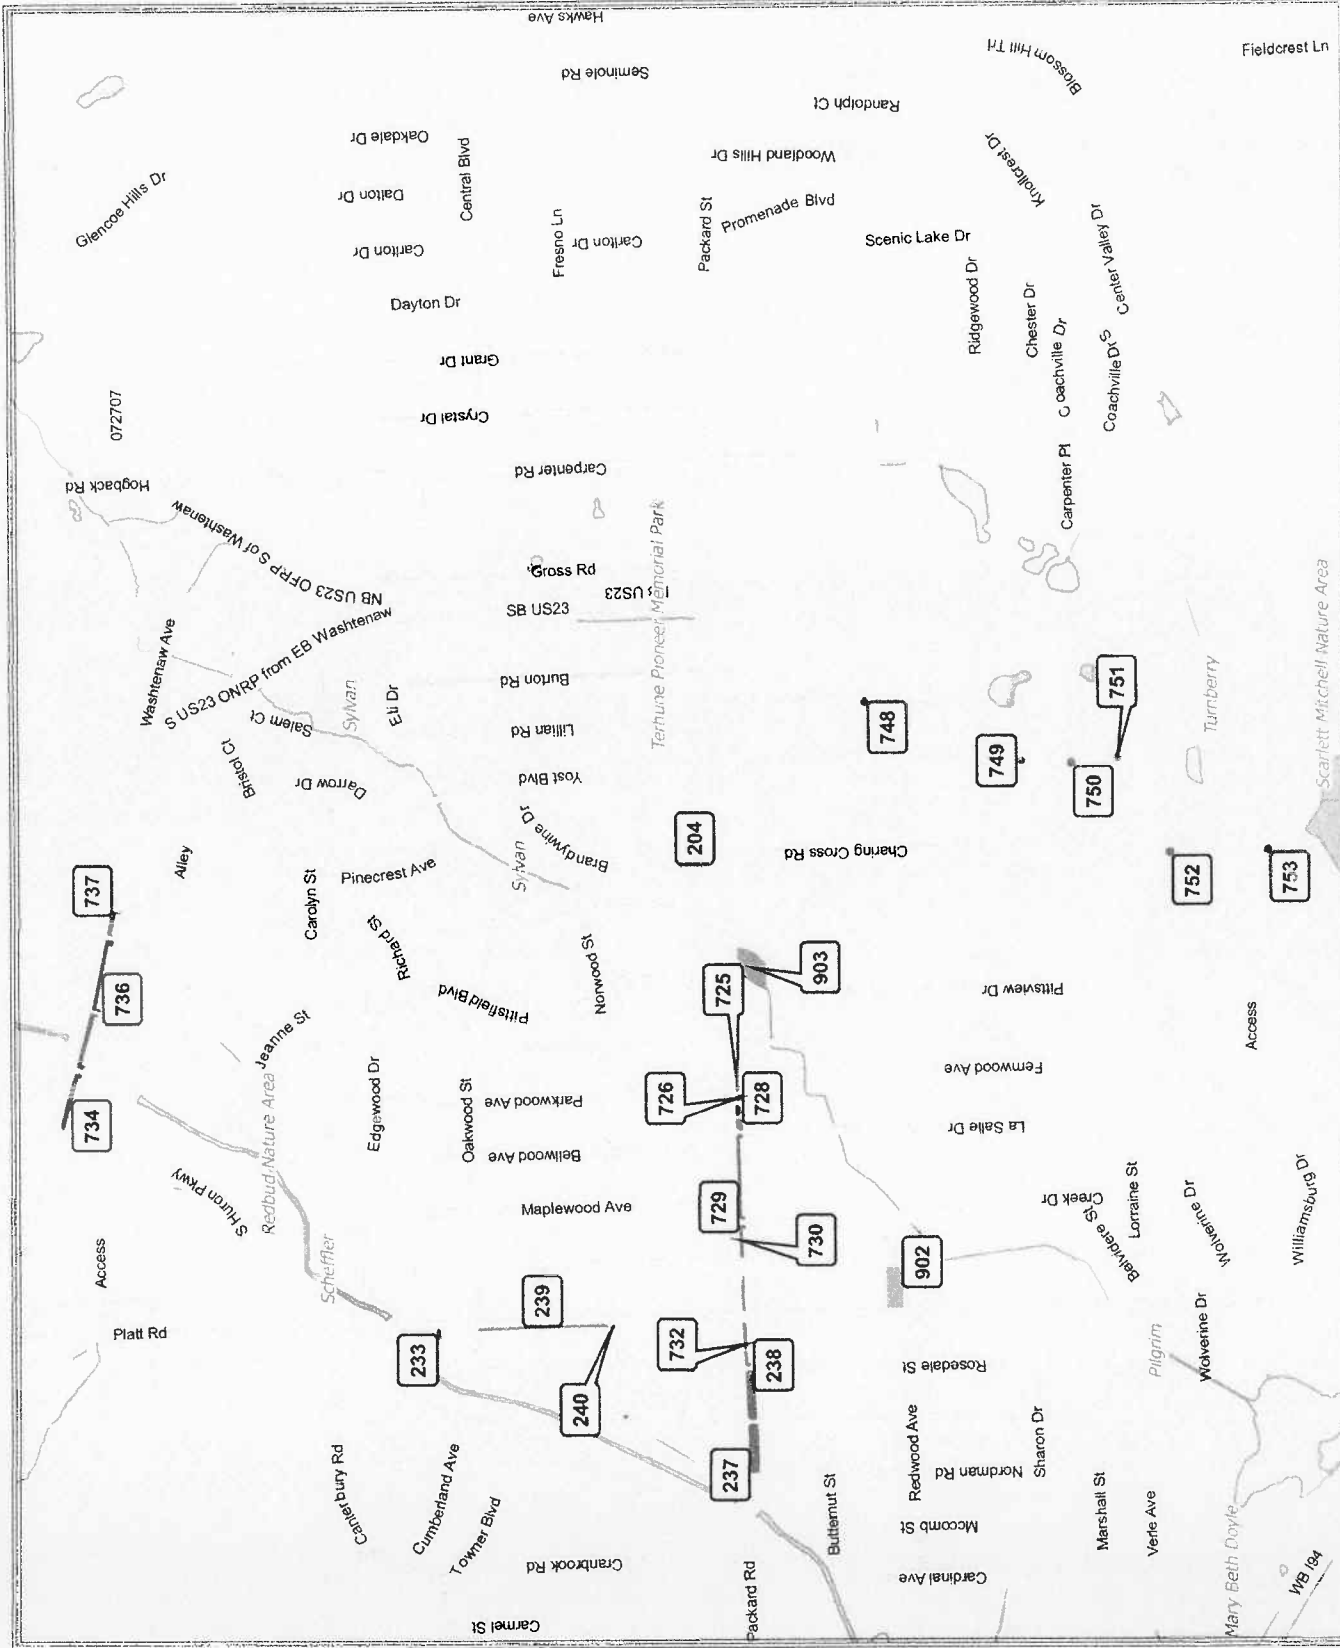 Hawks Ave
Seminole Rd
Blossom Hill Trl
Fieldcrest Ln
Randolph Ct
Oakdale Dr
Central Blvd
Woodland Hills Dr
Knollcrest Dr
Glencoe Hills Dr
Dalton Dr
Promenade Blvd
Carlton Dr
Fresno Ln
Carlton Dr
Packard St
Scenic Lake Dr
Center Valley Dr
Dayton Dr
Ridgewood Dr
Chester Dr
Coachville Dr
Coachville Dr S
Grant Dr
Crystal Dr
072707
Hogback Rd
Carpenter Rd
Carpenter Pl
NB US23 OFRP S of Washtenaw
Terhune Pioneer Memorial Park
Gross Rd
US23
SB US23
Washtenaw Ave
S US23 ONRP from EB Washtenaw
Salem Ct
Sylvan
Eli Dr
Burton Rd
Lillian Rd
Yost Blvd
Bristol Ct
Darrow Dr
748
749
750
751
Turnberry
Scarlett Mitchell Nature Area
Brandywine Dr
Sylvan
204
Charing Cross Rd
752
753
737
Alley
Carolyn St
Pinecrest Ave
Richard St
Pittsfield Blvd
Norwood St
725
903
Pittsview Dr
Access
736
Jeanne St
Redbud Nature Area
734
Edgewood Dr
Oakwood St
Parkwood Ave
Bellwood Ave
726
728
Fernwood Ave
La Salle Dr
S Huron Pkwy
Maplewood Ave
729
730
902
Creek Dr
Belvidere St
Lorraine St
Wolverine Dr
Williamsburg Dr
Access
Scheffler
Platt Rd
233
239
240
732
238
237
Rosedale St
Pilgrim
Wolverine Dr
Canterbury Rd
Cumberland Ave
Towner Blvd
Cranbrook Rd
Carmel St
Packard Rd
Butternut St
Redwood Ave
Nordman Rd
Sharon Dr
Mccomb St
Cardinal Ave
Marshall St
Verle Ave
Mary Beth Doyle
WB I94